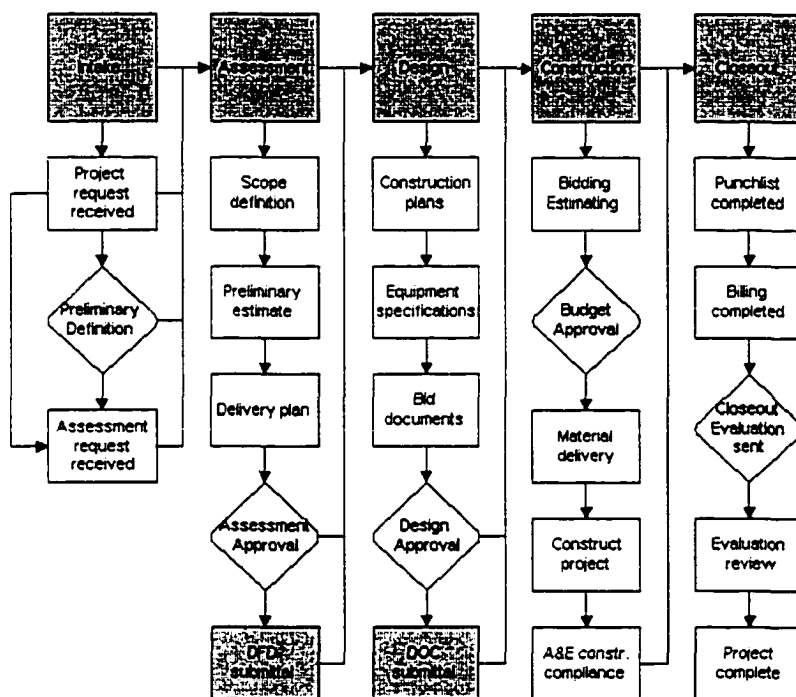 Intake
Assessment
Design
Construction
Closeout
Project
request
received
Preliminary
Definition
Assessment
request
received
Scope
definition
Preliminary
estimate
Delivery plan
Assessment
Approval
submittal
Construction
plans
Equipment
specifications
Bid
documents
Design
Approval
DOC
submittal
Bidding
Estimating
Budget
Approval
Material
delivery
Construct
project
A&E constr.
compliance
Punchlist
completed
Billing
completed
Closeout
Evaluation
sent
Evaluation
review
Project
complete